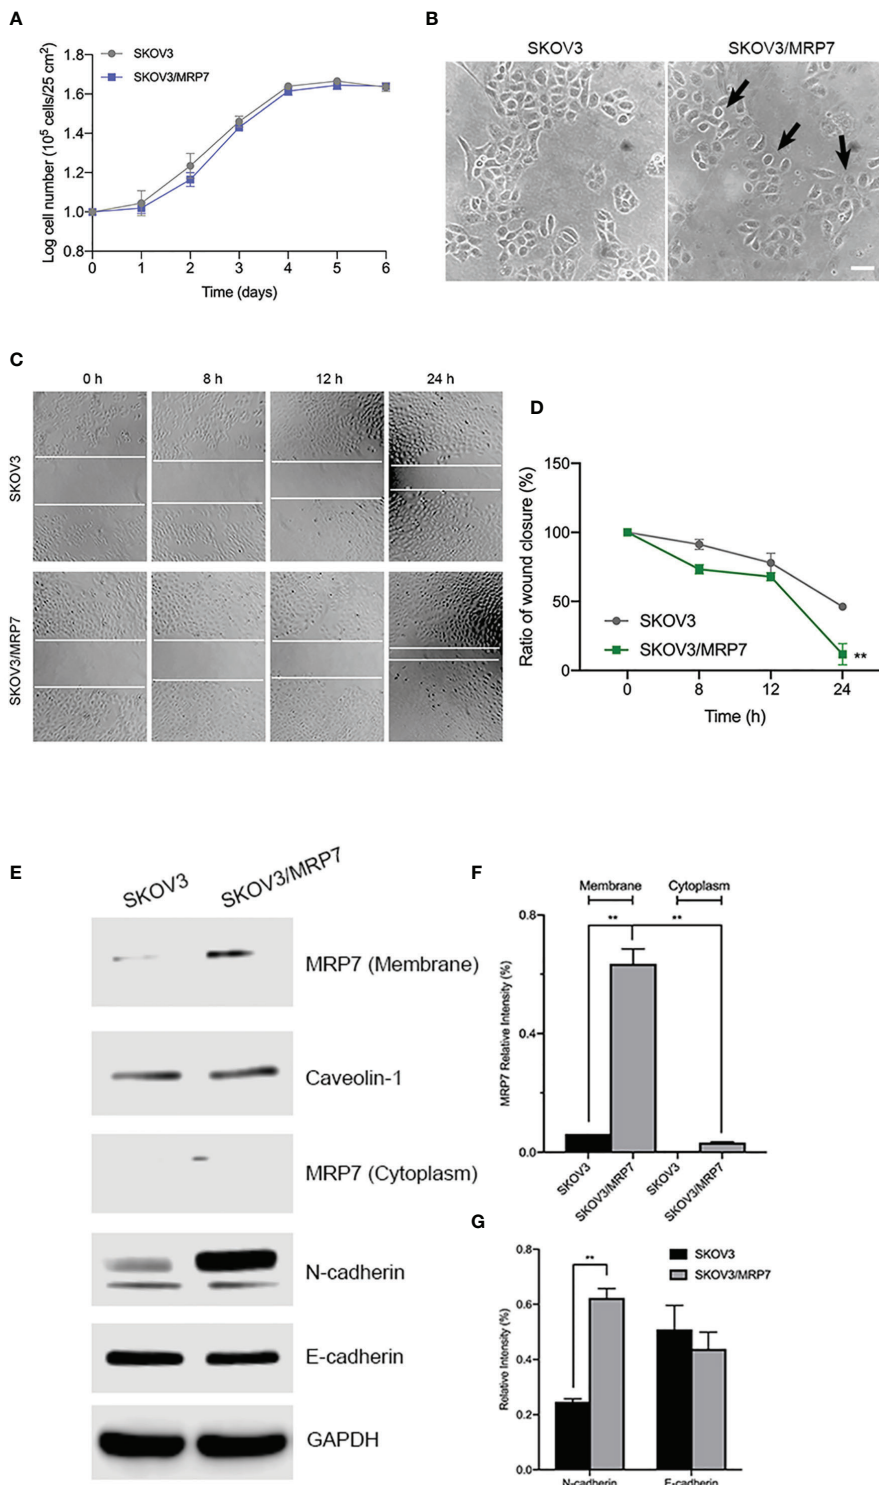 A
SKOV3
SKOV3/MRP7
Log cell number (10⁵ cells/25 cm²)
1.8
1.6
1.4
1.2
1.0
0.8
0 1 2 3 4 5 6
Time (days)
B
SKOV3 SKOV3/MRP7
C
0 h 8 h 12 h 24 h
SKOV3
SKOV3/MRP7
D
Ratio of wound closure (%)
150
100
50
0
SKOV3
SKOV3/MRP7
**
0 8 12 24
Time (h)
E
SKOV3 SKOV3/MRP7
MRP7 (Membrane)
Caveolin-1
MRP7 (Cytoplasm)
N-cadherin
E-cadherin
GAPDH
F
Membrane Cytoplasm
** **
MRP7 Relative Intensity (%)
0.8
0.4
0.0
SKOV3 SKOV3/MRP7 SKOV3 SKOV3/MRP7
G
SKOV3
SKOV3/MRP7
**
Relative Intensity (%)
0.8
0.6
0.4
0.2
0.0
N-cadherin E-cadherin